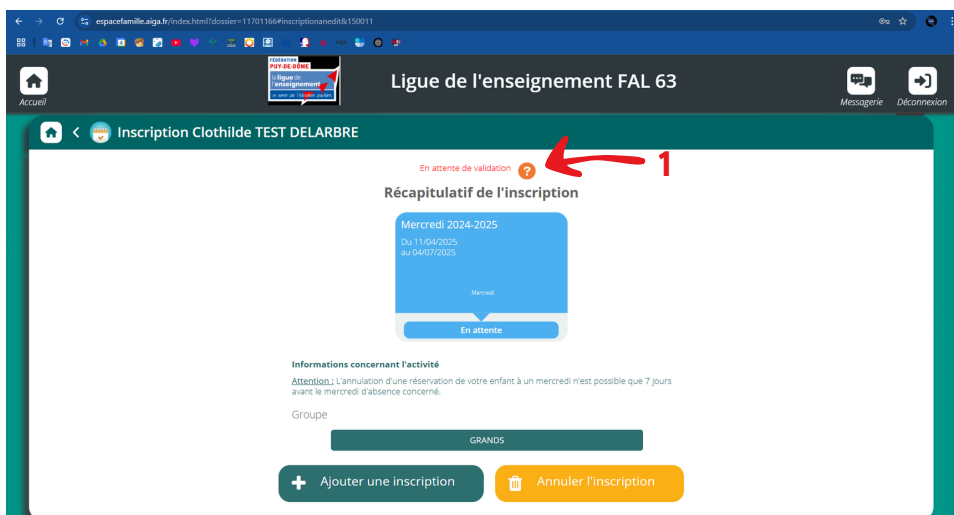 espacefamille.aiga.fr/index.html?dossier=11701166#inscriptionanedit&150011
FÉDÉRATION
PUY-DE-DÔME
la ligue de
l'enseignement
Ligue de l'enseignement FAL 63
Accueil
Messagerie
Déconnexion
Inscription Clothilde TEST DELARBRE
En attente de validation ?
1
Récapitulatif de l'inscription
Mercredi 2024-2025
Du 11/04/2025
au 04/07/2025
Mercredi
En attente
Informations concernant l'activité
Attention : L'annulation d'une réservation de votre enfant à un mercredi n'est possible que 7 jours
avant le mercredi d'absence concerné.
Groupe
GRANDS
Ajouter une inscription
Annuler l'inscription